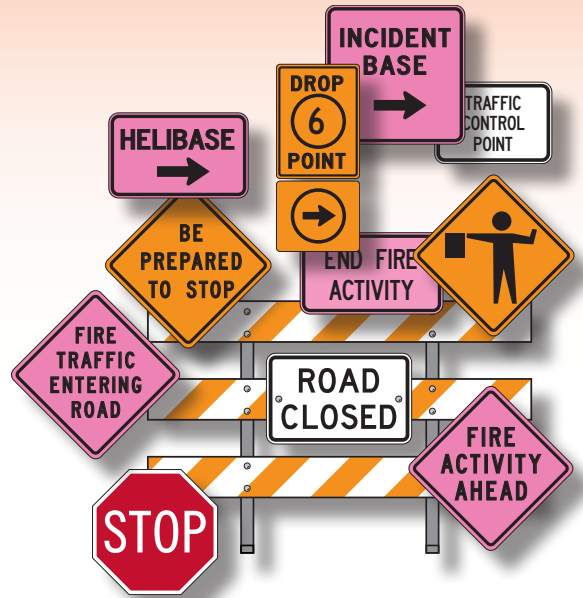 INCIDENT
BASE
DROP
6
POINT
TRAFFIC
CONTROL
POINT
HELIBASE
BE
PREPARED
TO STOP
END FIRE
ACTIVITY
FIRE
TRAFFIC
ENTERING
ROAD
ROAD
CLOSED
FIRE
ACTIVITY
AHEAD
STOP